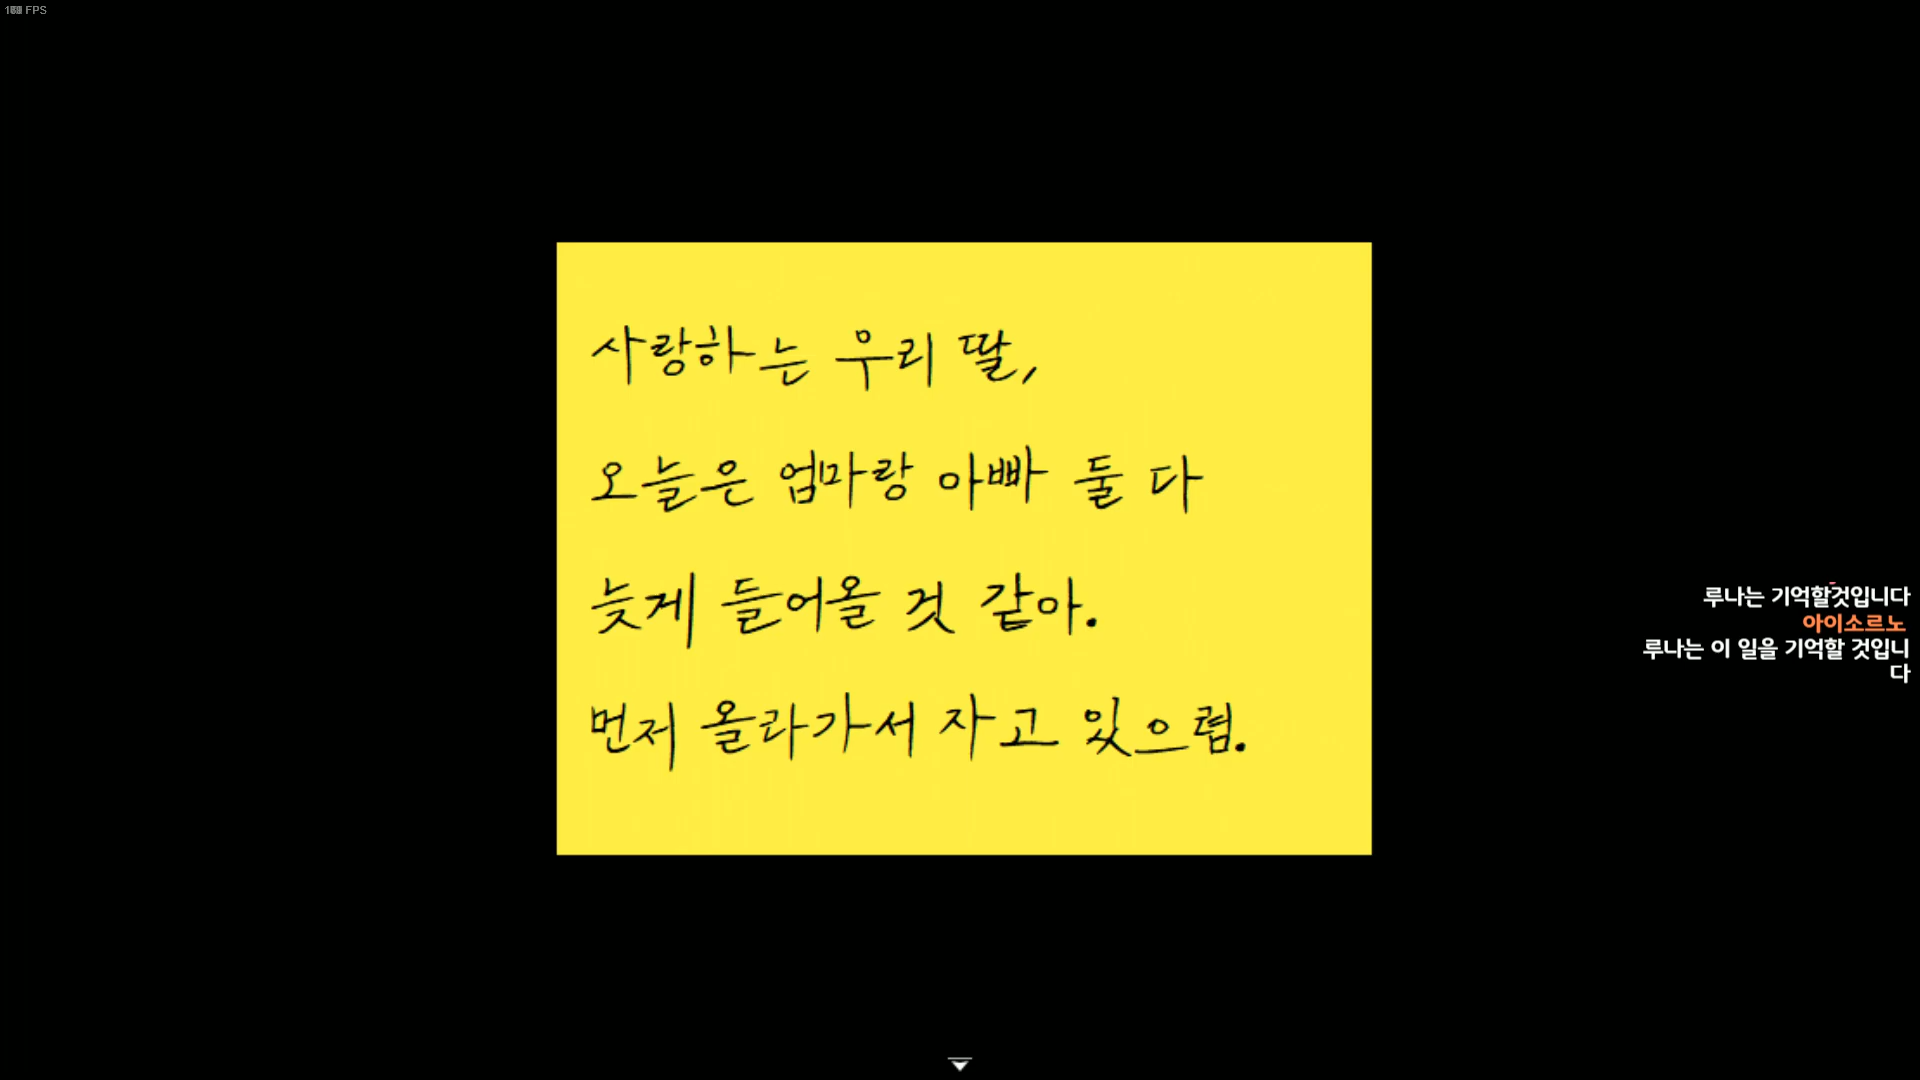 사랑하는 우리 딸,
오늘은 엄마랑 아빠 둘 다
늦게 들어올 것 같아.
먼저 올라가서 자고 있으렴.
루나는 기억할것입니다
아이소르노
루나는 이 일을 기억할 것입니
다
FPS